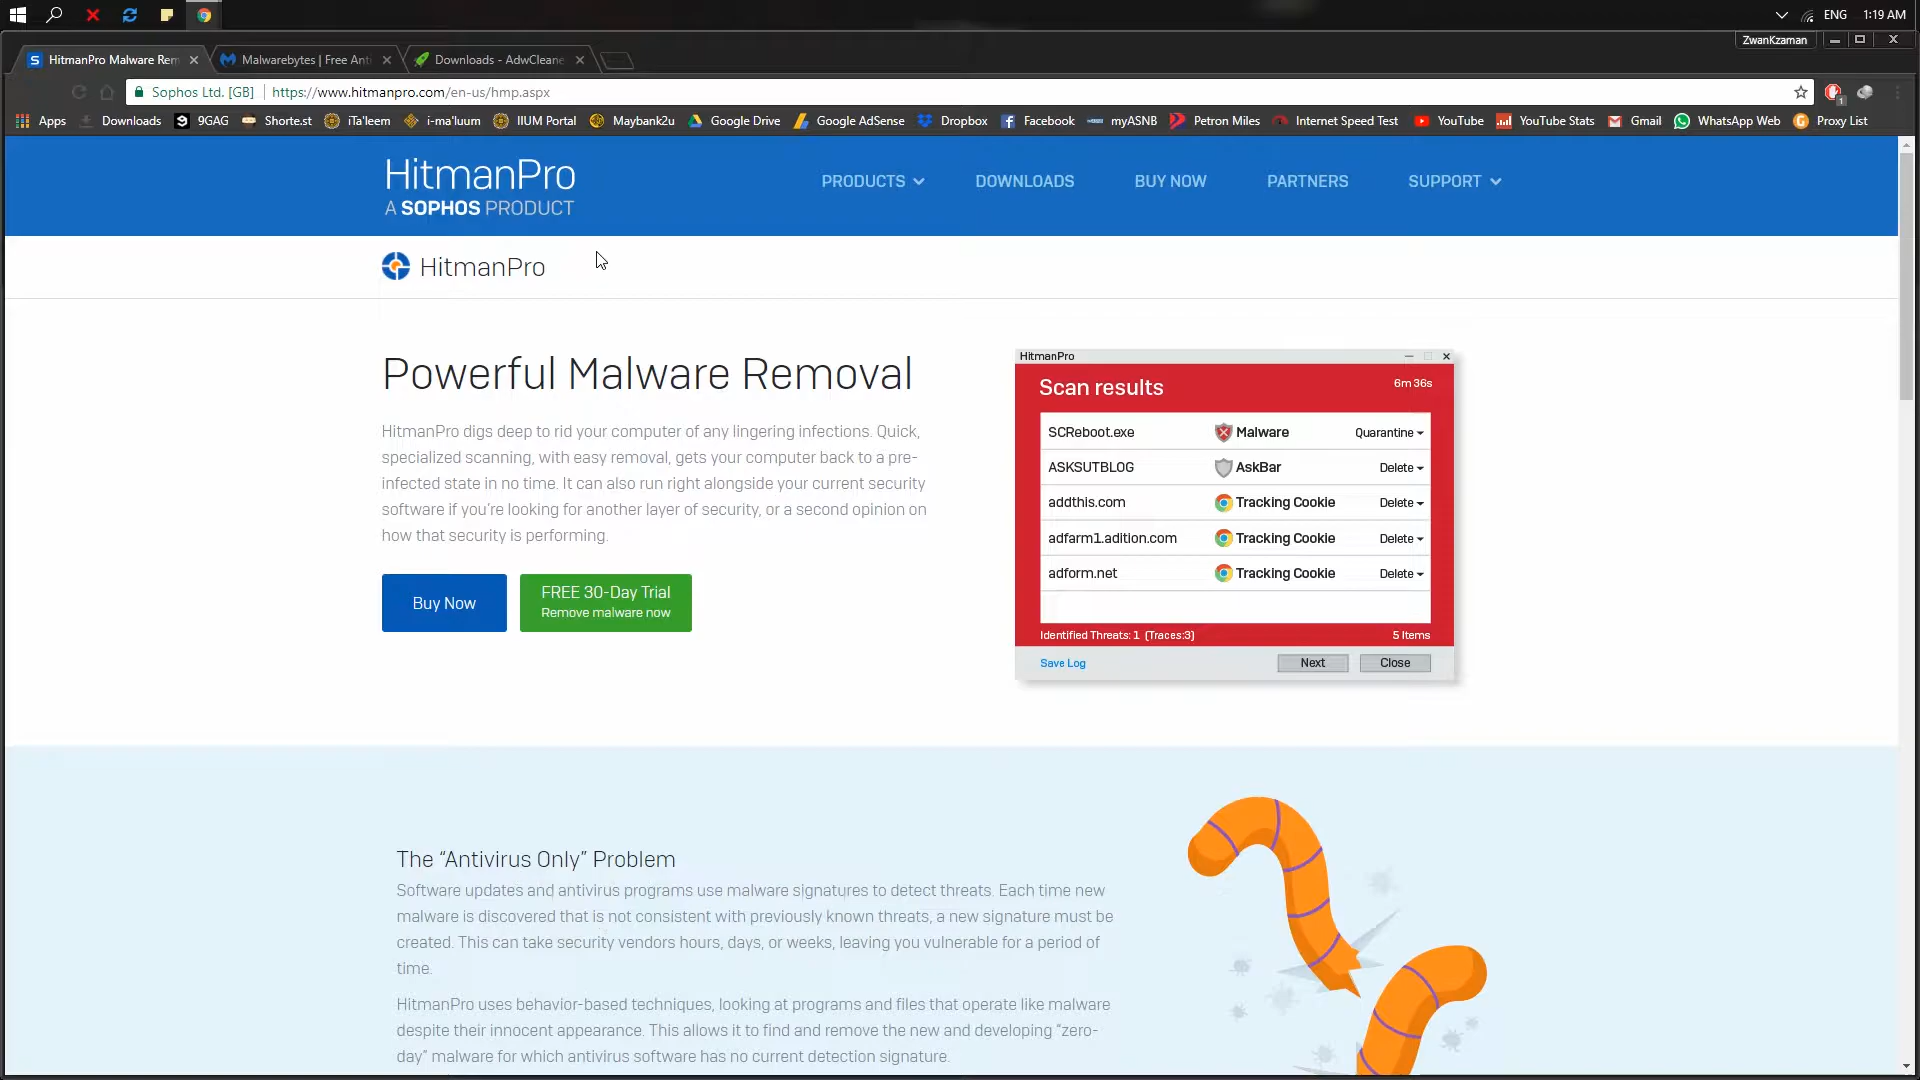 ENG 1:19 AM
ZwanKzaman
HitmanPro Malware Rem
Malwarebytes | Free Anti
Downloads - AdwCleane
Sophos Ltd. [GB] https://www.hitmanpro.com/en-us/hmp.aspx
1
Apps Downloads 9GAG Shorte.st iTa'leem i-ma'luum IIUM Portal Maybank2u Google Drive Google AdSense Dropbox Facebook myASNB Petron Miles Internet Speed Test YouTube YouTube Stats Gmail WhatsApp Web Proxy List
HitmanPro
A SOPHOS PRODUCT
PRODUCTS DOWNLOADS BUY NOW PARTNERS SUPPORT
HitmanPro
Powerful Malware Removal
HitmanPro digs deep to rid your computer of any lingering infections. Quick,
specialized scanning, with easy removal, gets your computer back to a pre-
infected state in no time. It can also run right alongside your current security
software if you're looking for another layer of security, or a second opinion on
how that security is performing.
Buy Now
FREE 30-Day Trial
Remove malware now
HitmanPro
Scan results 6m 36s
SCReboot.exe Malware Quarantine
ASKSUTBLOG AskBar Delete
addthis.com Tracking Cookie Delete
adfarm1.adition.com Tracking Cookie Delete
adform.net Tracking Cookie Delete
Identified Threats: 1 (Traces:3) 5 Items
Save Log Next Close
The “Antivirus Only” Problem
Software updates and antivirus programs use malware signatures to detect threats. Each time new
malware is discovered that is not consistent with previously known threats, a new signature must be
created. This can take security vendors hours, days, or weeks, leaving you vulnerable for a period of
time.
HitmanPro uses behavior-based techniques, looking at programs and files that operate like malware
despite their innocent appearance. This allows it to find and remove the new and developing “zero-
day” malware for which antivirus software has no current detection signature.